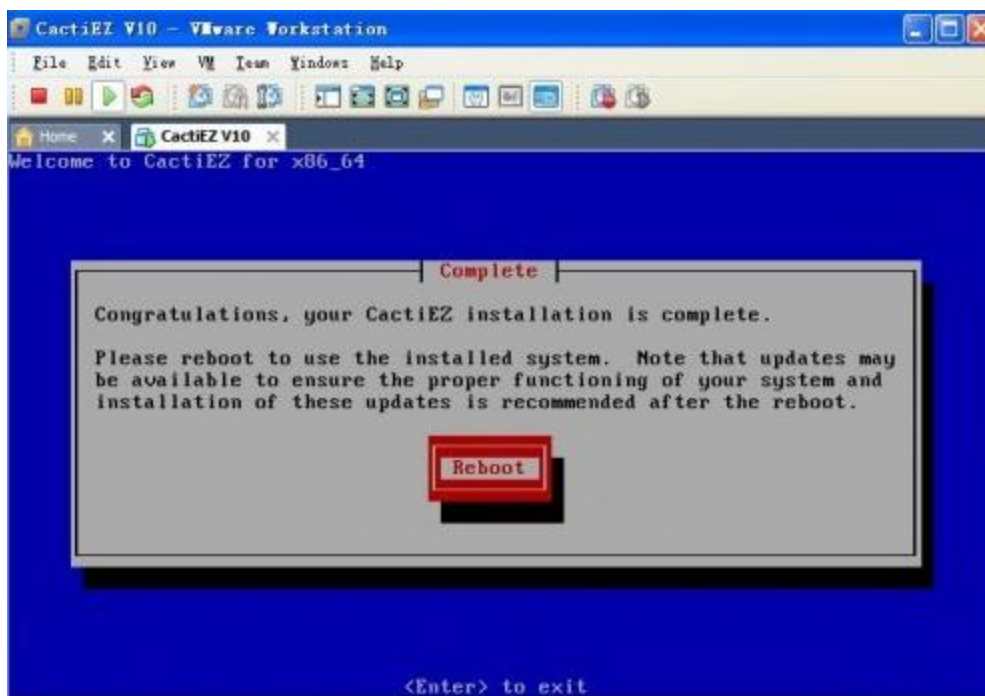 CactiEZ V10 - VMware Workstation
File Edit View VM Team Windows Help
Home CactiEZ V10
Welcome to CactiEZ for x86_64
Complete
Congratulations, your CactiEZ installation is complete.
Please reboot to use the installed system. Note that updates may
be available to ensure the proper functioning of your system and
installation of these updates is recommended after the reboot.
Reboot
<Enter> to exit